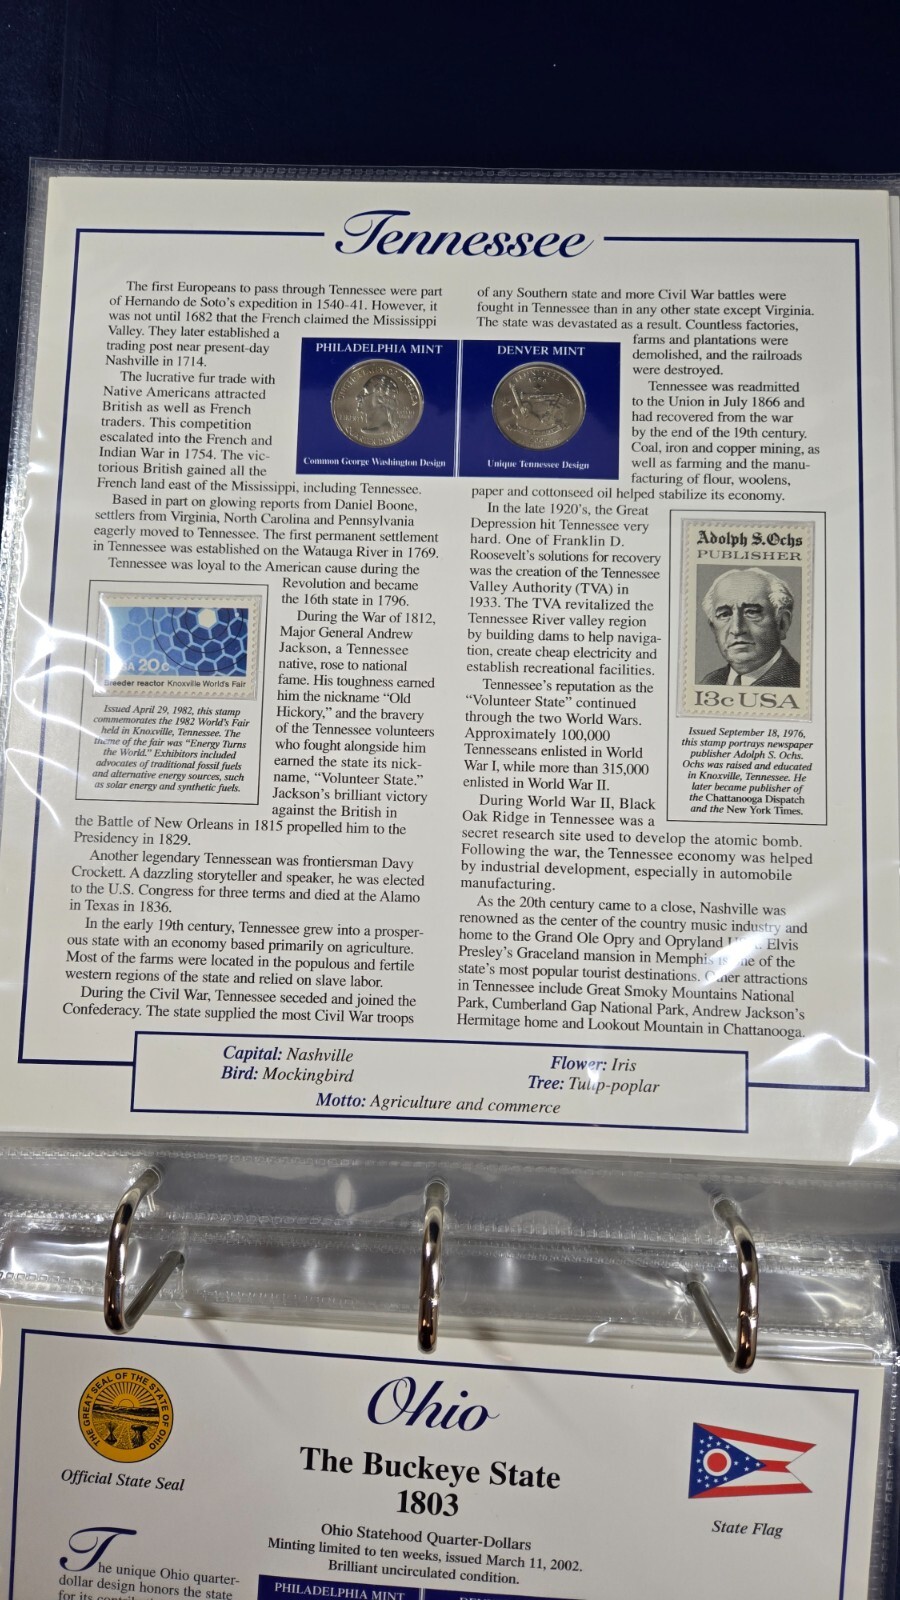 Tennessee
The first Europeans to pass through Tennessee were part
of Hernando de Soto's expedition in 1540-41. However, it
was not until 1682 that the French claimed the Mississippi
Valley. They later established a
trading post near present-day
Nashville in 1714.
The lucrative fur trade with
Native Americans attracted
British as well as French
traders. This competition
escalated into the French and
Indian War in 1754. The vic-
torious British gained all the
French land east of the Mississippi, including Tennessee.
Based in part on glowing reports from Daniel Boone,
settlers from Virginia, North Carolina and Pennsylvania
eagerly moved to Tennessee. The first permanent settlement
in Tennessee was established on the Watauga River in 1769.
Tennessee was loyal to the American cause during the
Revolution and became
the 16th state in 1796.
During the War of 1812,
Major General Andrew
Jackson, a Tennessee
native, rose to national
fame. His toughness earned
him the nickname "Old
Hickory," and the bravery
of the Tennessee volunteers
who fought alongside him
earned the state its nick-
name, "Volunteer State."
Jackson's brilliant victory
against the British in
the Battle of New Orleans in 1815 propelled him to the
Presidency in 1829.
Another legendary Tennessean was frontiersman Davy
Crockett. A dazzling storyteller and speaker, he was elected
to the U.S. Congress for three terms and died at the Alamo
in Texas in 1836.
In the early 19th century, Tennessee grew into a prosper-
ous state with an economy based primarily on agriculture.
Most of the farms were located in the populous and fertile
western regions of the state and relied on slave labor.
During the Civil War, Tennessee seceded and joined the
Confederacy. The state supplied the most Civil War troops
PHILADELPHIA MINT
Common George Washington Design
DENVER MINT
Unique Tennessee Design
USA 20c
Breeder reactor Knoxville World's Fair
Issued April 29, 1982, this stamp
commemorates the 1982 World's Fair
held in Knoxville, Tennessee. The
theme of the fair was "Energy Turns
the World." Exhibitors included
advocates of traditional fossil fuels
and alternative energy sources, such
as solar energy and synthetic fuels.
of any Southern state and more Civil War battles were
fought in Tennessee than in any other state except Virginia.
The state was devastated as a result. Countless factories,
farms and plantations were
demolished, and the railroads
were destroyed.
Tennessee was readmitted
to the Union in July 1866 and
had recovered from the war
by the end of the 19th century.
Coal, iron and copper mining, as
well as farming and the manu-
facturing of flour, woolens,
paper and cottonseed oil helped stabilize its economy.
In the late 1920's, the Great
Depression hit Tennessee very
hard. One of Franklin D.
Roosevelt's solutions for recovery
was the creation of the Tennessee
Valley Authority (TVA) in
1933. The TVA revitalized the
Tennessee River valley region
by building dams to help naviga-
tion, create cheap electricity and
establish recreational facilities.
Tennessee's reputation as the
"Volunteer State" continued
through the two World Wars.
Approximately 100,000
Tennesseans enlisted in World
War I, while more than 315,000
enlisted in World War II.
During World War II, Black
Oak Ridge in Tennessee was a
secret research site used to develop the atomic bomb.
Following the war, the Tennessee economy was helped
by industrial development, especially in automobile
manufacturing.
As the 20th century came to a close, Nashville was
renowned as the center of the country music industry and
home to the Grand Ole Opry and Opryland Elvis
Presley's Graceland mansion in Memphis is one of the
state's most popular tourist destinations. Other attractions
in Tennessee include Great Smoky Mountains National
Park, Cumberland Gap National Park, Andrew Jackson's
Hermitage home and Lookout Mountain in Chattanooga.
Adolph S. Ochs
PUBLISHER
13c USA
Issued September 18, 1976,
this stamp portrays newspaper
publisher Adolph S. Ochs.
Ochs was raised and educated
in Knoxville, Tennessee. He
later became publisher of
the Chattanooga Dispatch
and the New York Times.
Capital: Nashville
Flower: Iris
Bird: Mockingbird
Tree: Tulip-poplar
Motto: Agriculture and commerce
THE GREAT SEAL OF THE STATE OF OHIO
Official State Seal
Ohio
The Buckeye State
1803
Ohio Statehood Quarter-Dollars
Minting limited to ten weeks, issued March 11, 2002.
Brilliant uncirculated condition.
State Flag
The unique Ohio quarter-
dollar design honors the state
for its
PHILADELPHIA MINT